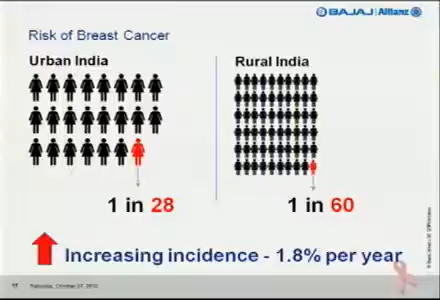 BAJAJ | Allianz
Risk of Breast Cancer
Urban India
Rural India
1 in 28
1 in 60
Increasing incidence - 1.8% per year